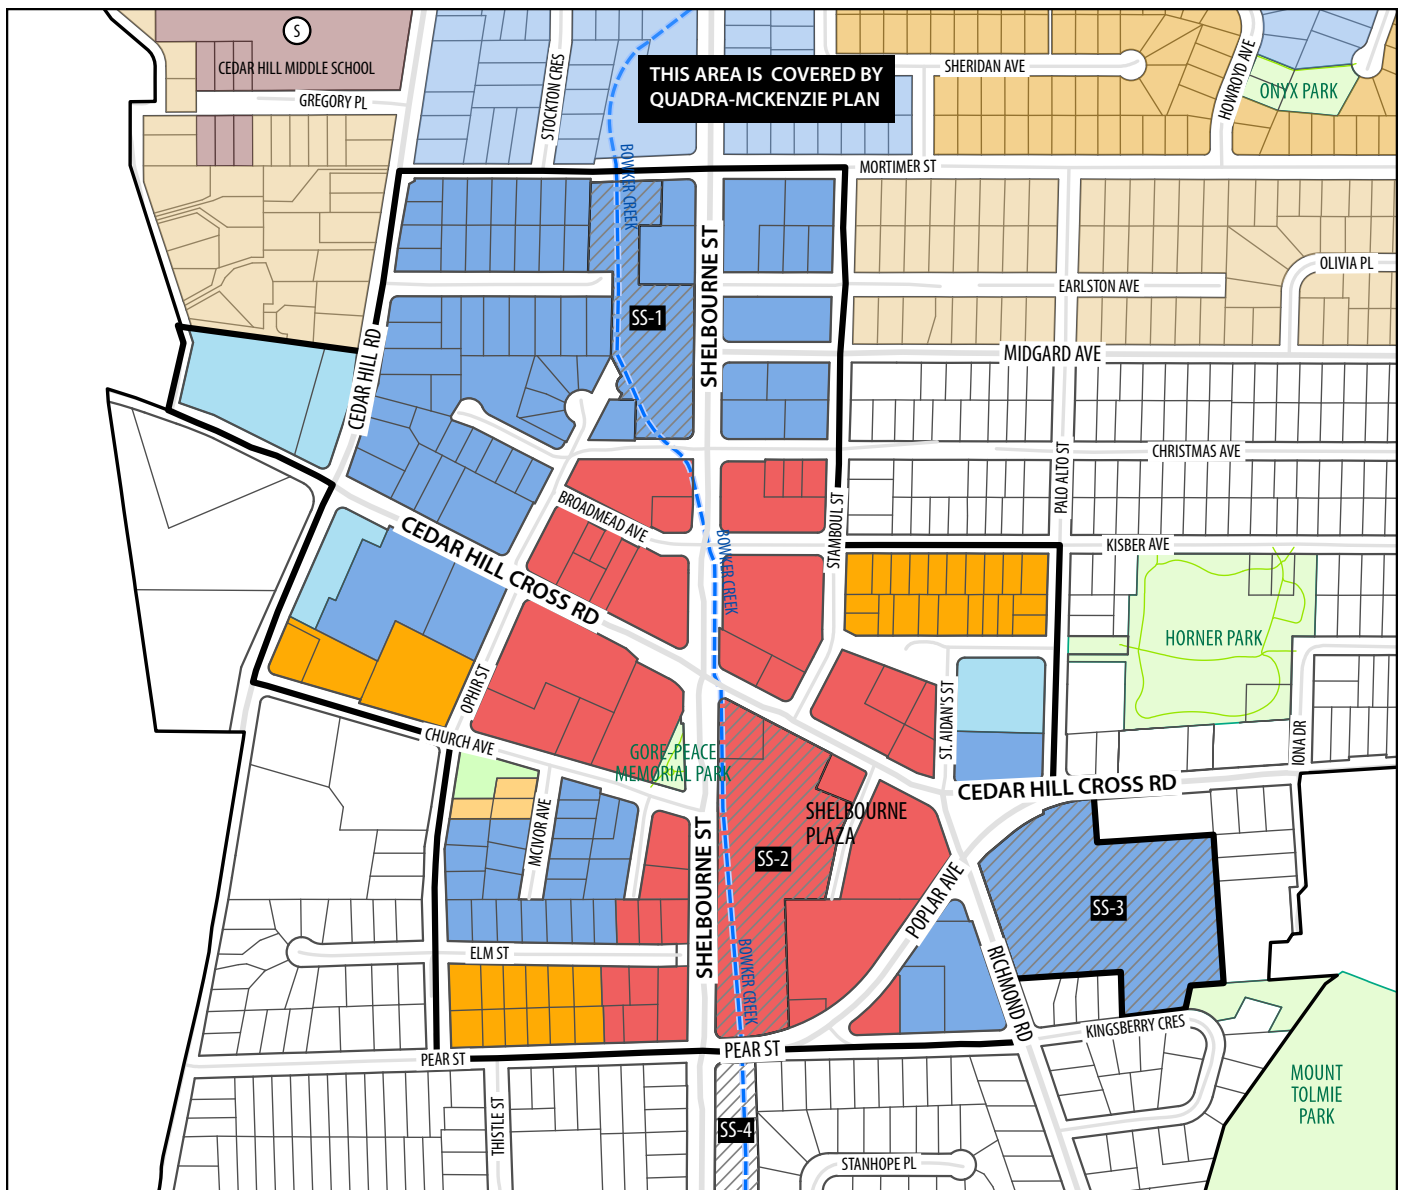 S
CEDAR HILL MIDDLE SCHOOL
GREGORY PL
STOCKTON CRES
THIS AREA IS COVERED BY
QUADRA-MCKENZIE PLAN
SHERIDAN AVE
HOWROYD AVE
ONYX PARK
MORTIMER ST
BOWKER CREEK
SHELBOURNE ST
OLIVIA PL
EARLSTON AVE
SS-1
CEDAR HILL RD
MIDGARD AVE
CHRISTMAS AVE
PALO ALTO ST
BROADMEAD AVE
STAMBOUL ST
CEDAR HILL CROSS RD
BOWKER CREEK
KISBER AVE
HORNER PARK
OPHIR ST
ST. AIDAN'S ST
IONA DR
CHURCH AVE
GORE-PEACE
MEMORIAL PARK
CEDAR HILL CROSS RD
MCIVOR AVE
SHELBOURNE
PLAZA
SS-2
SHELBOURNE ST
POPLAR AVE
SS-3
ELM ST
BOWKER CREEK
RICHMOND RD
KINGSBERRY CRES
PEAR ST
PEAR ST
MOUNT
TOLMIE
PARK
THISTLE ST
SS-4
STANHOPE PL